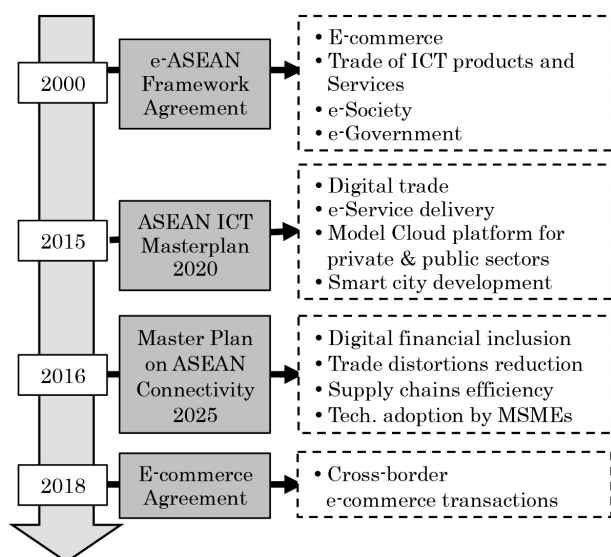 2000
e-ASEAN
Framework
Agreement
• E-commerce
• Trade of ICT products and
Services
• e-Society
• e-Government
2015
ASEAN ICT
Masterplan
2020
• Digital trade
• e-Service delivery
• Model Cloud platform for
private & public sectors
• Smart city development
2016
Master Plan
on ASEAN
Connectivity
2025
• Digital financial inclusion
• Trade distortions reduction
• Supply chains efficiency
• Tech. adoption by MSMEs
2018
E-commerce
Agreement
• Cross-border
e-commerce transactions